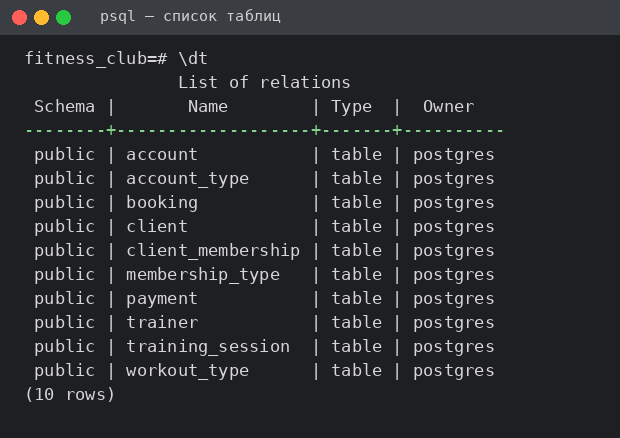 psql — список таблиц
fitness_club=# \dt
               List of relations
 Schema |       Name        | Type  |  Owner
--------+-------------------+-------+----------
 public | account           | table | postgres
 public | account_type      | table | postgres
 public | booking           | table | postgres
 public | client            | table | postgres
 public | client_membership | table | postgres
 public | membership_type   | table | postgres
 public | payment           | table | postgres
 public | trainer           | table | postgres
 public | training_session  | table | postgres
 public | workout_type      | table | postgres
(10 rows)